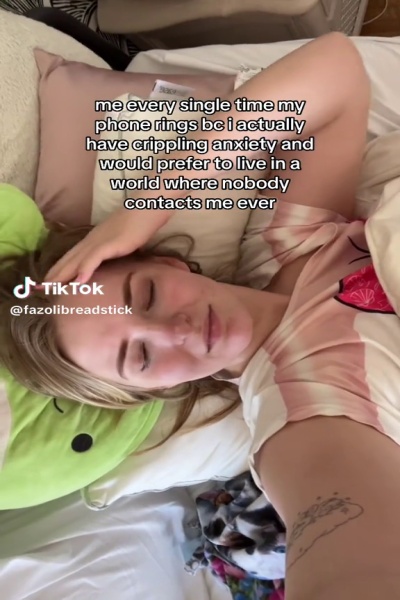 me every single time my
phone rings bc i actually
have crippling anxiety and
would prefer to live in a
world where nobody
contacts me ever
TikTok
@fazolibreadstick